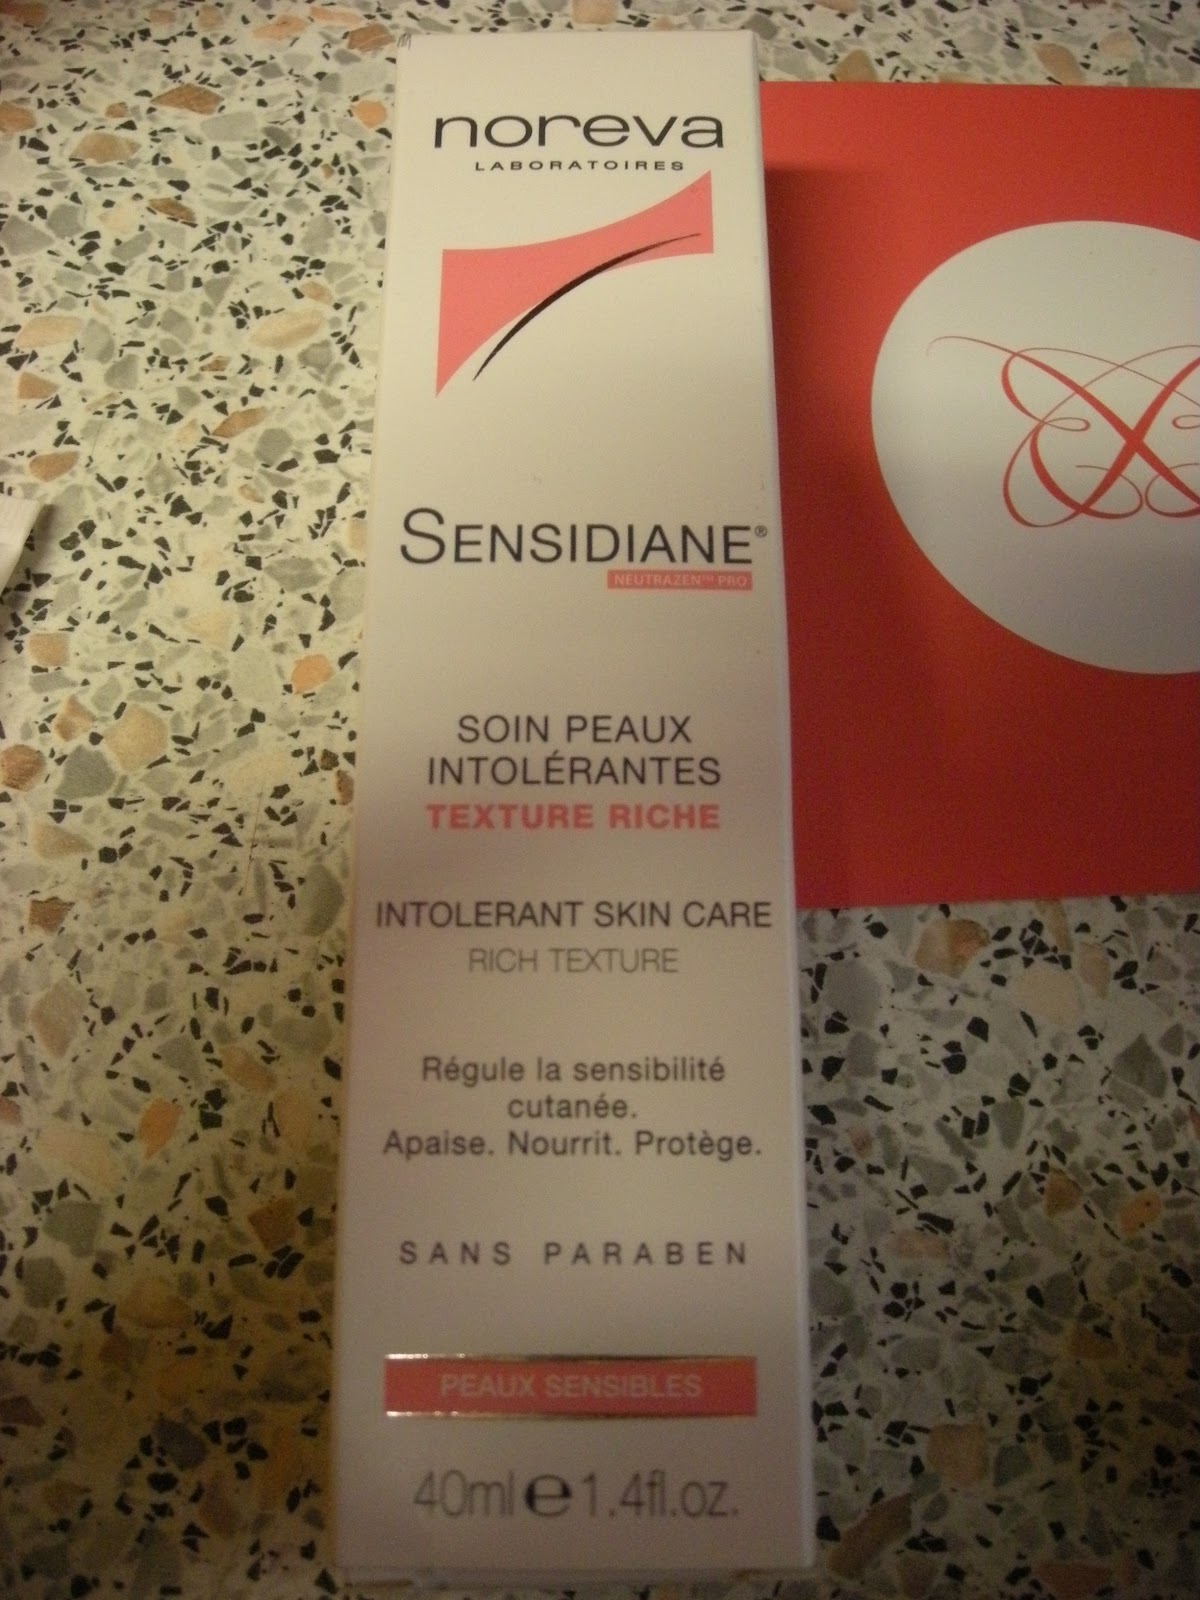 noreva
LABORATOIRES
SENSIDIANE®
NEUTRAZEN™ PRO
SOIN PEAUX
INTOLÉRANTES
TEXTURE RICHE
INTOLERANT SKIN CARE
RICH TEXTURE
Régule la sensibilité
cutanée.
Apaise. Nourrit. Protège.
SANS PARABEN
PEAUX SENSIBLES
40ml e 1.4fl.oz.